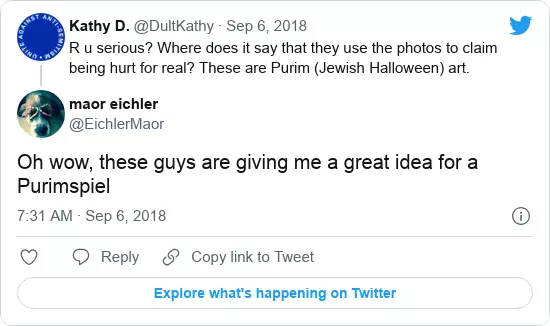 UNITE AGAINST ANTI-SEMITISM
Kathy D. @DultKathy · Sep 6, 2018
R u serious? Where does it say that they use the photos to claim
being hurt for real? These are Purim (Jewish Halloween) art.
maor eichler
@EichlerMaor
Oh wow, these guys are giving me a great idea for a
Purimspiel
7:31 AM · Sep 6, 2018
Reply
Copy link to Tweet
Explore what's happening on Twitter